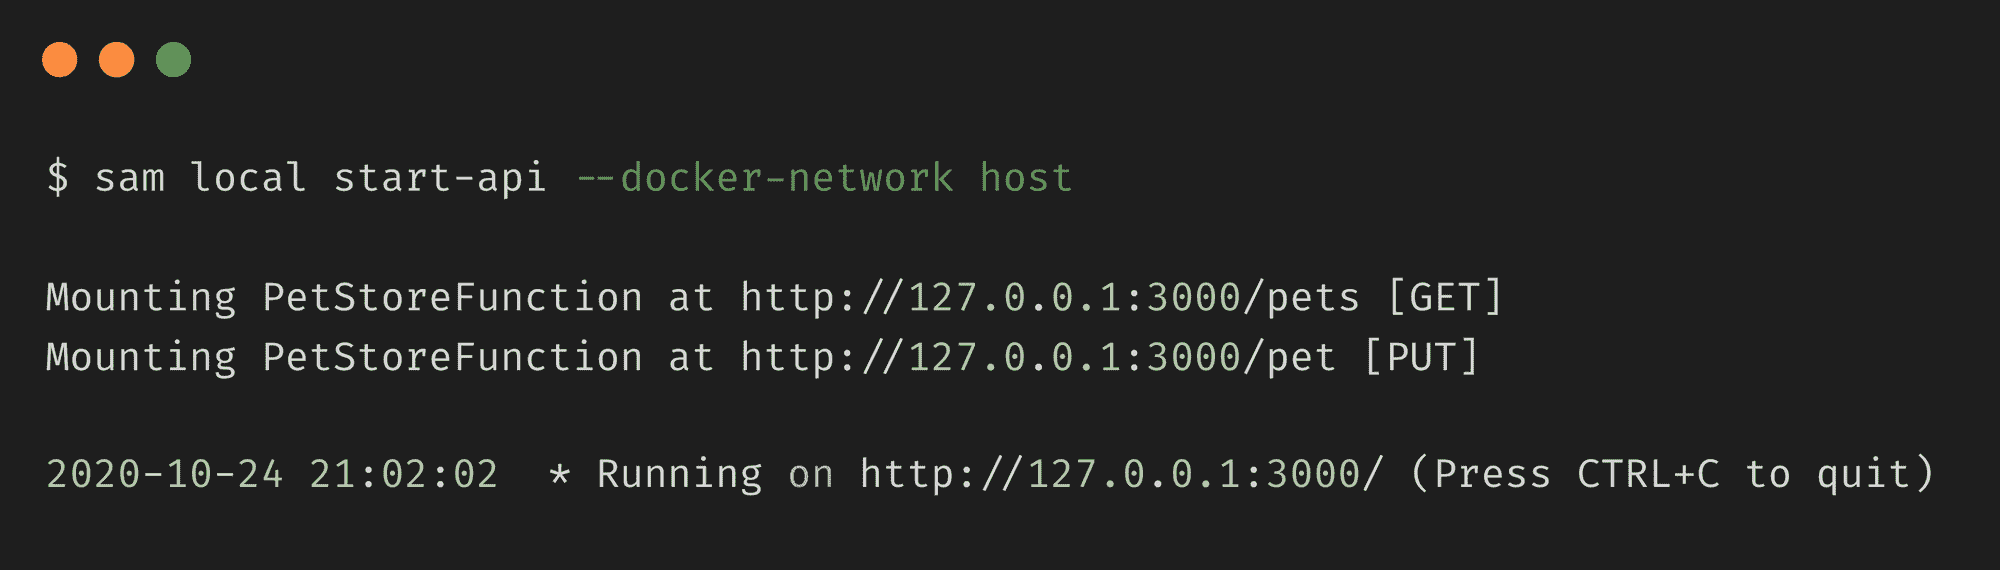 $ sam local start-api --docker-network host
Mounting PetStoreFunction at http://127.0.0.1:3000/pets [GET]
Mounting PetStoreFunction at http://127.0.0.1:3000/pet [PUT]
2020-10-24 21:02:02  * Running on http://127.0.0.1:3000/ (Press CTRL+C to quit)